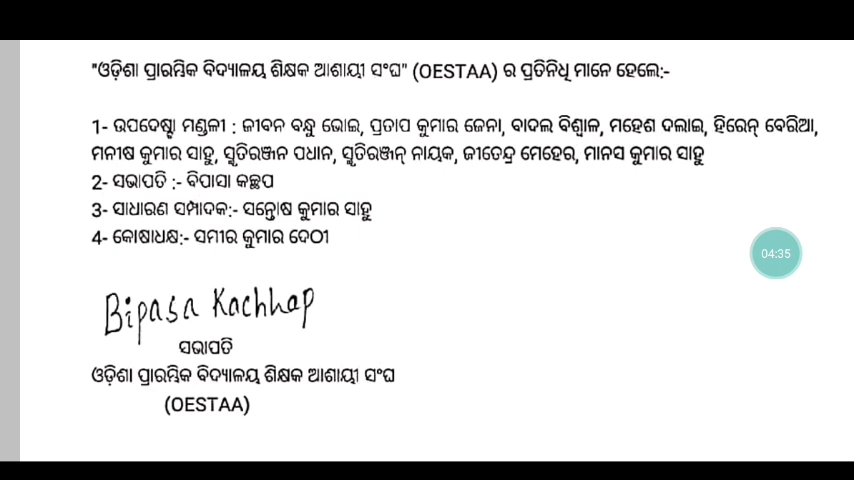 "ଓଡ଼ିଶା ପ୍ରାରମ୍ଭିକ ବିଦ୍ୟାଳୟ ଶିକ୍ଷକ ଆଶାୟୀ ସଂଘ" (OESTAA) ର ପ୍ରତିନିଧି ମାନେ ହେଲେ:-
1- ଉପଦେଷ୍ଟା ମଣ୍ଡଳୀ : ଜୀବନ ବନ୍ଧୁ ଭୋଇ, ପ୍ରତାପ କୁମାର ଜେନା, ବାଦଲ ବିଶ୍ୱାଳ, ମହେଶ ଦଲାଇ, ହିରେନ୍ ବେରିଆ,
ମନୀଷ କୁମାର ସାହୁ, ସ୍ମୃତିରଞ୍ଜନ ପଧାନ, ସ୍ମୃତିରଞ୍ଜନ୍ ନାୟକ, ଜୀତେନ୍ଦ୍ର ମେହେର, ମାନସ କୁମାର ସାହୁ
2- ସଭାପତି :- ବିପାସା କଚ୍ଛପ
3- ସାଧାରଣ ସମ୍ପାଦକ:- ସନ୍ତୋଷ କୁମାର ସାହୁ
4- କୋଷାଧକ୍ଷ:- ସମୀର କୁମାର ଦେଠୀ
04:35
Bipasa Kachhap
ସଭାପତି
ଓଡ଼ିଶା ପ୍ରାରମ୍ଭିକ ବିଦ୍ୟାଳୟ ଶିକ୍ଷକ ଆଶାୟୀ ସଂଘ
(OESTAA)